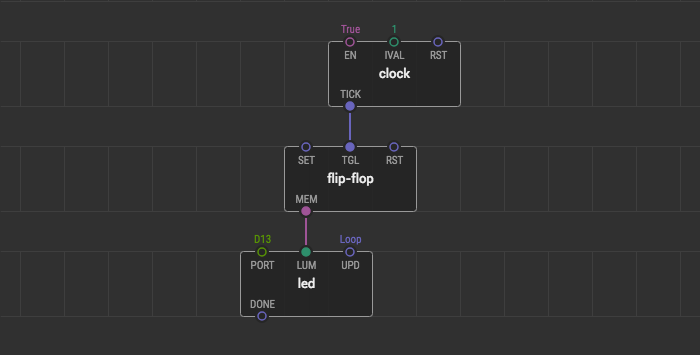 True 1
EN IVAL RST
clock
TICK
SET TGL RST
flip-flop
MEM
D13 Loop
PORT LUM UPD
led
DONE